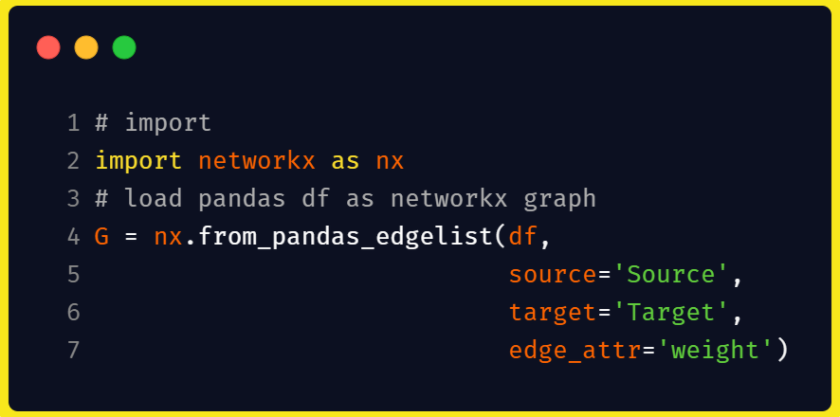 1 # import
2 import networkx as nx
3 # load pandas df as networkx graph
4 G = nx.from_pandas_edgelist(df,
5                            source='Source',
6                            target='Target',
7                            edge_attr='weight')